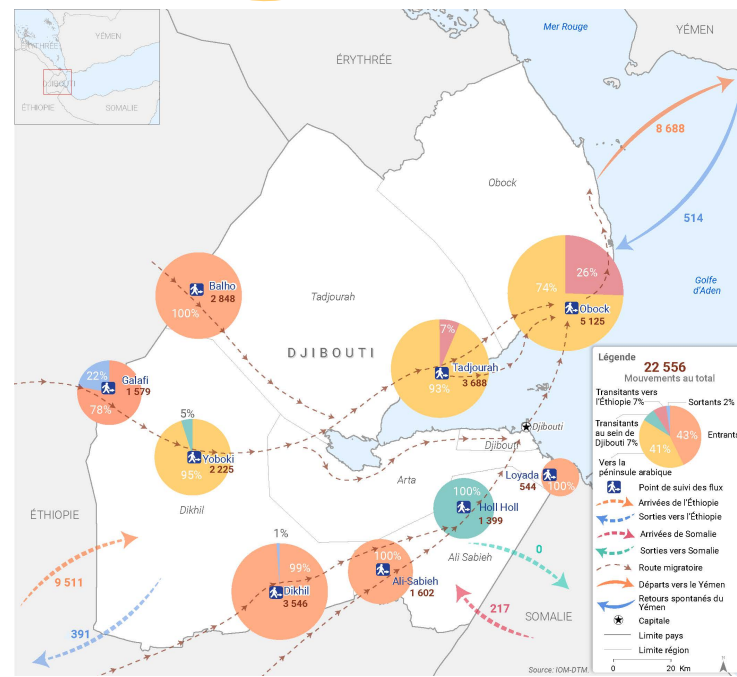 Mer Rouge
YÉMEN
ÉRYTHRÉE
YÉMEN
ÉRYTHRÉE
DJIBOUTI
ÉTHIOPIE
SOMALIE
8 688
Obock
514
Golfe
d'Aden
26%
74%
Obock
5 125
Balho
2 848
100%
Tadjourah
DJIBOUTI
7%
Tadjourah
3 688
93%
22%
Galafi
1 579
78%
5%
Yoboki
2 225
95%
Dikhil
Djibouti
Djibouti
Arta
Loyada
544
100%
100%
Holl Holl
1 399
Ali Sabieh
ÉTHIOPIE
9 511
391
1%
99%
Dikhil
3 546
100%
Ali-Sabieh
1 602
0
217
SOMALIE
Source: IOM-DTM
Légende
22 556
Mouvements au total
Transitants vers
l'Éthiopie 7%
Sortants 2%
Transitants
au sein de
Djibouti 7%
43%
Entrants
41%
Vers la
péninsule arabique
Point de suivi des flux
Arrivées de l'Éthiopie
Sorties vers l'Éthiopie
Arrivées de Somalie
Sorties vers Somalie
Route migratoire
Départs vers le Yémen
Retours spontanés du
Yémen
Capitale
Limite pays
Limite région
0 20 Km